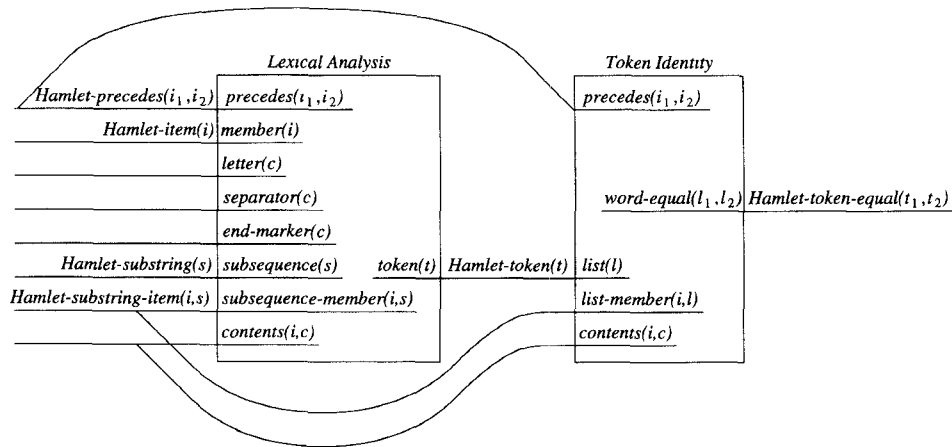 Lexical Analysis Token Identity
Hamlet-precedes(i₁,i₂) precedes(i₁,i₂) precedes(i₁,i₂)
Hamlet-item(i) member(i)
letter(c)
separator(c) word-equal(l₁,l₂) Hamlet-token-equal(t₁,t₂)
end-marker(c)
Hamlet-substring(s) subsequence(s) token(t) Hamlet-token(t) list(l)
Hamlet-substring-item(i,s) subsequence-member(i,s) list-member(i,l)
contents(i,c) contents(i,c)